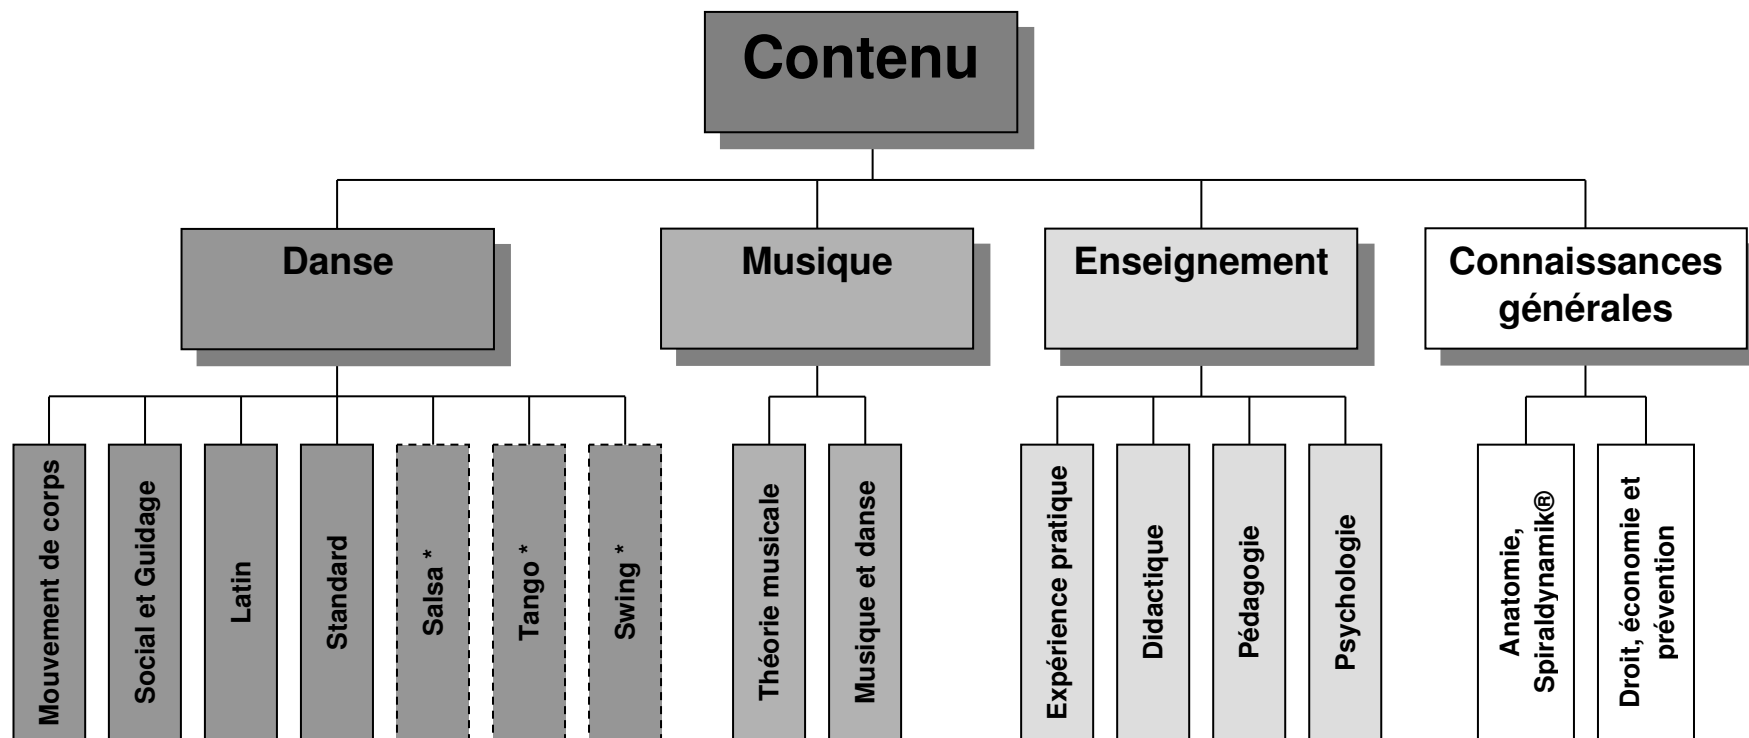 Contenu
Danse
Musique
Enseignement
Connaissances
générales
Mouvement de corps
Social et Guidage
Latin
Standard
Salsa *
Tango *
Swing *
Théorie musicale
Musique et danse
Expérience pratique
Didactique
Pédagogie
Psychologie
Anatomie,
Spiraldynamik®
Droit, économie et
prévention